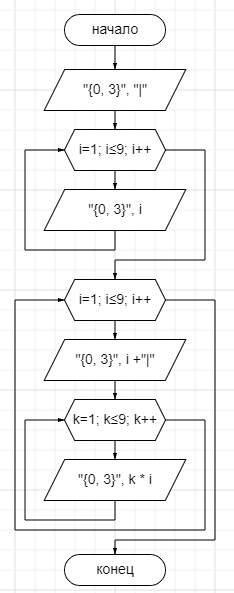 начало
"{0, 3}", "|"
i=1; i≤9; i++
"{0, 3}", i
i=1; i≤9; i++
"{0, 3}", i +"|"
k=1; k≤9; k++
"{0, 3}", k * i
конец